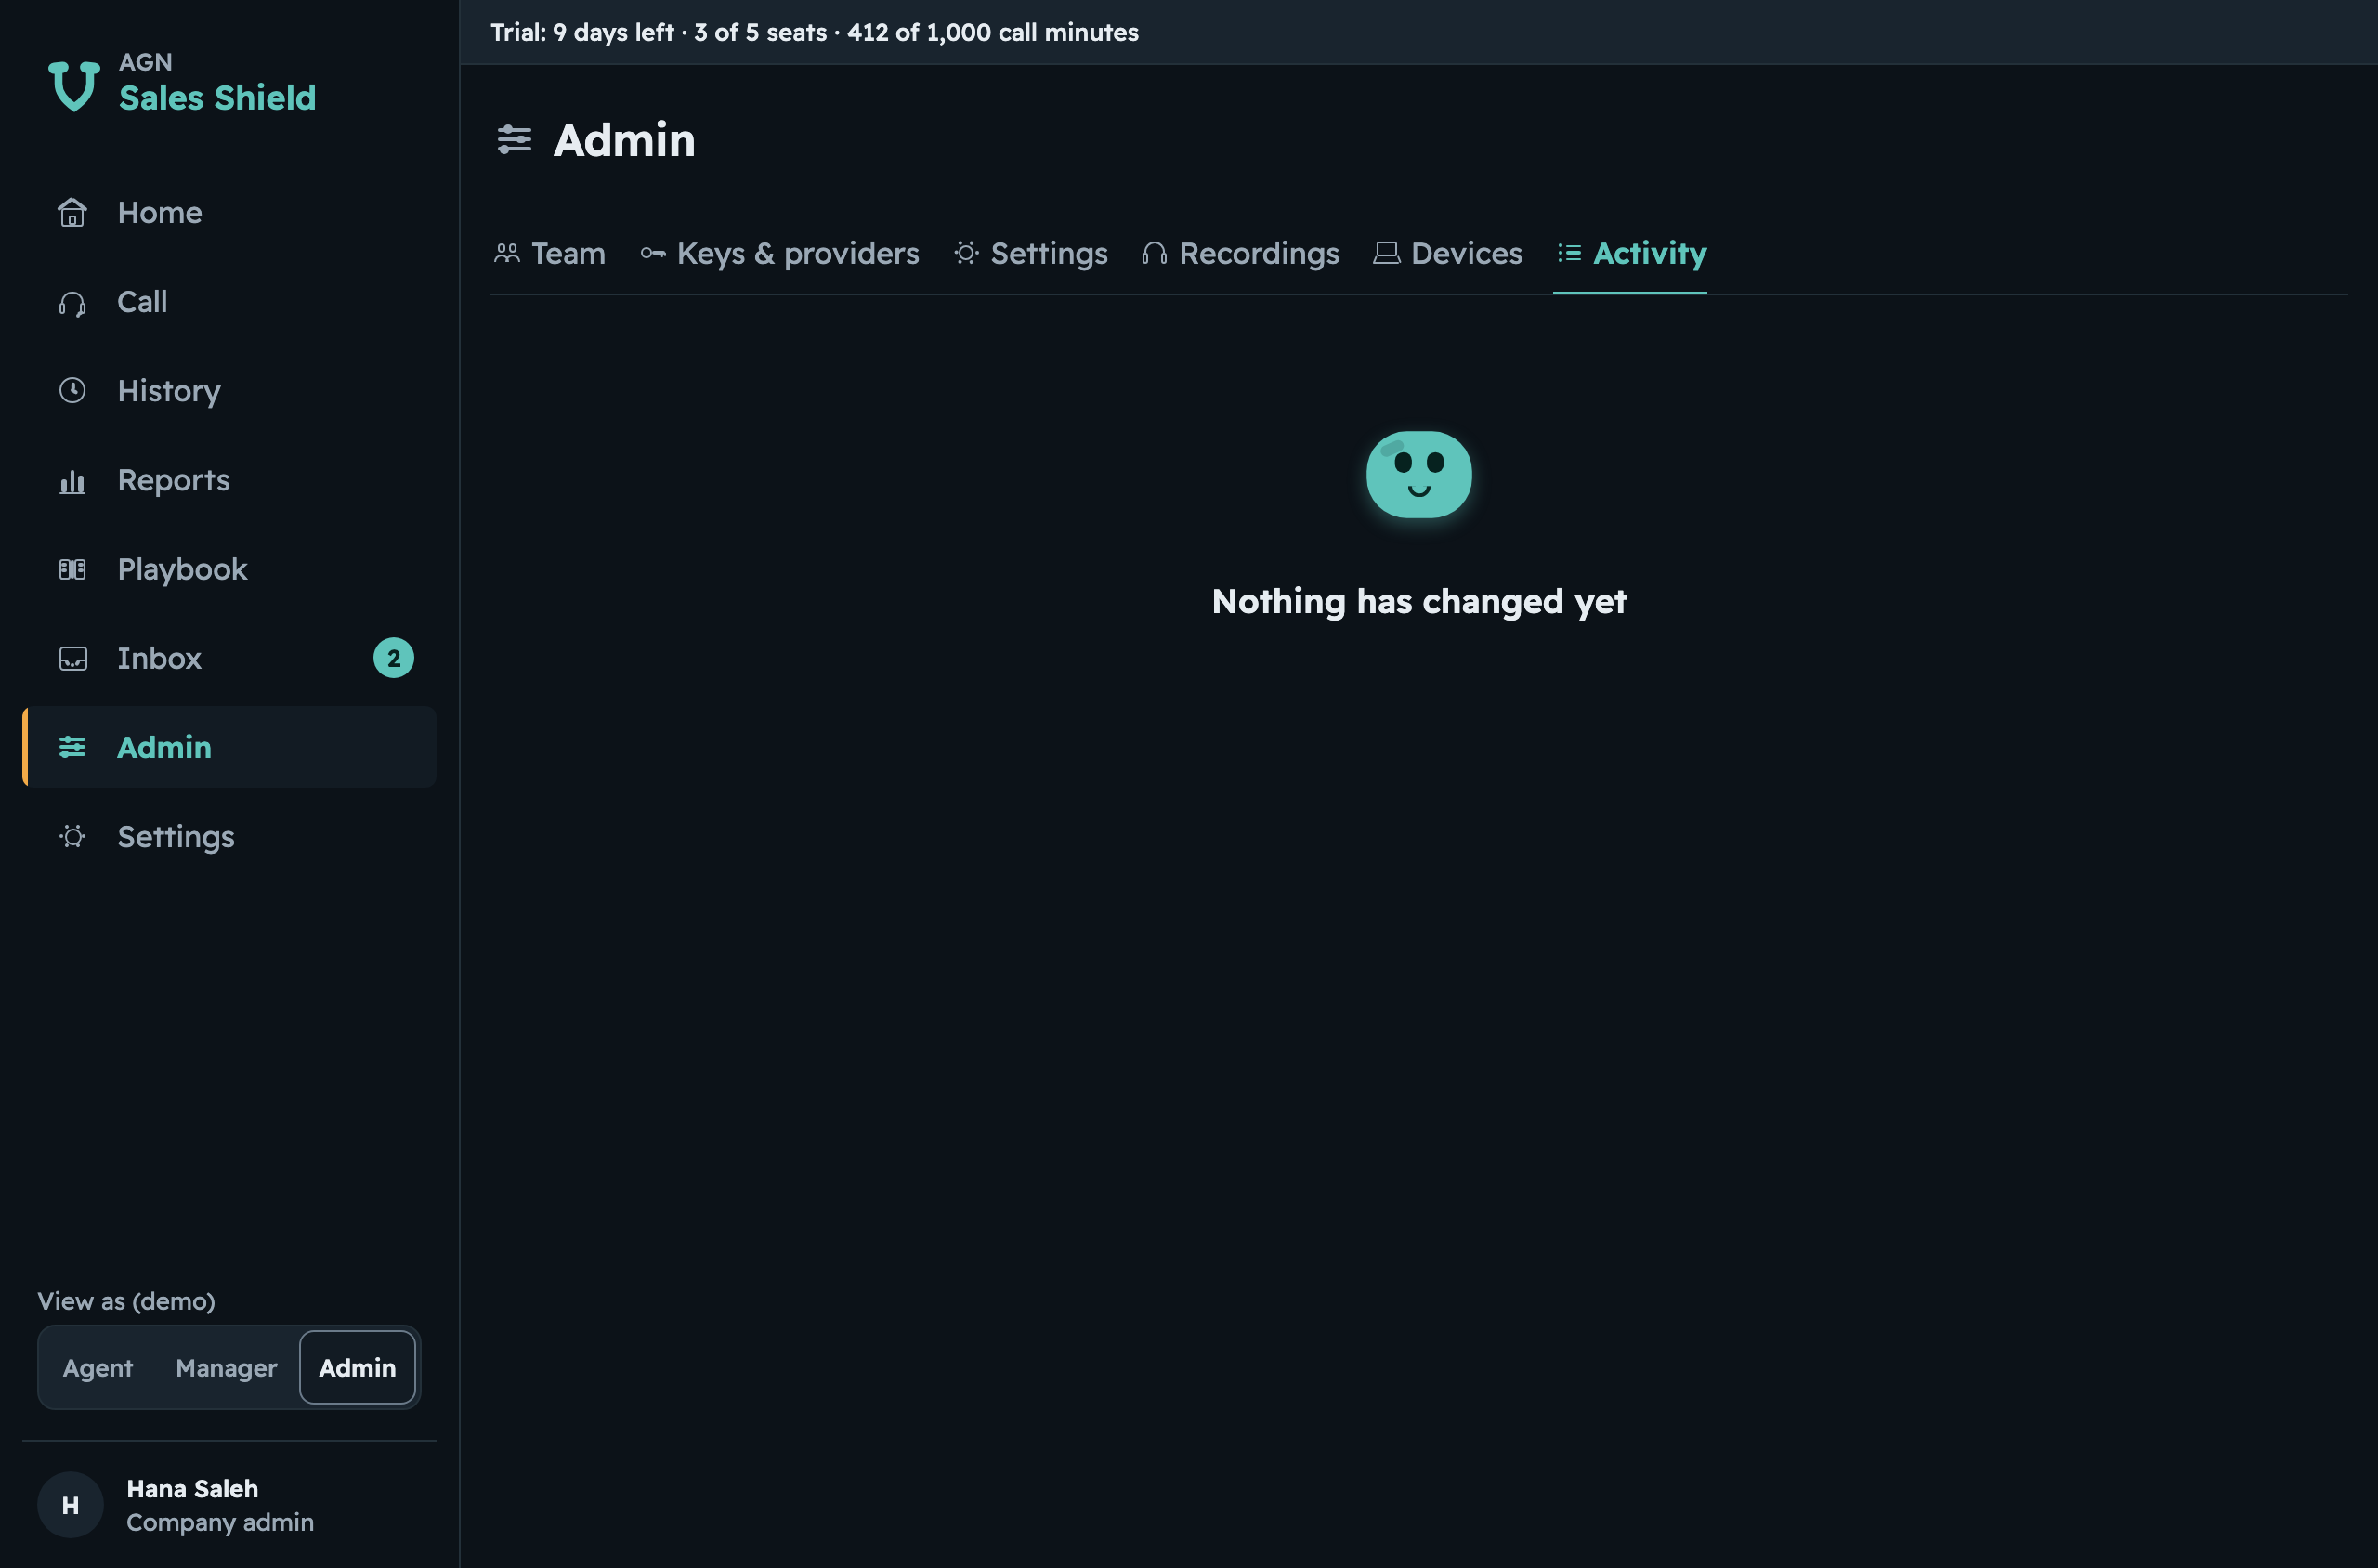 AGN
Sales Shield
Home
Call
History
Reports
Playbook
Inbox
2
Admin
Settings
View as (demo)
Agent Manager Admin
H
Hana Saleh
Company admin
Trial: 9 days left · 3 of 5 seats · 412 of 1,000 call minutes
Admin
Team Keys & providers Settings Recordings Devices Activity
Nothing has changed yet